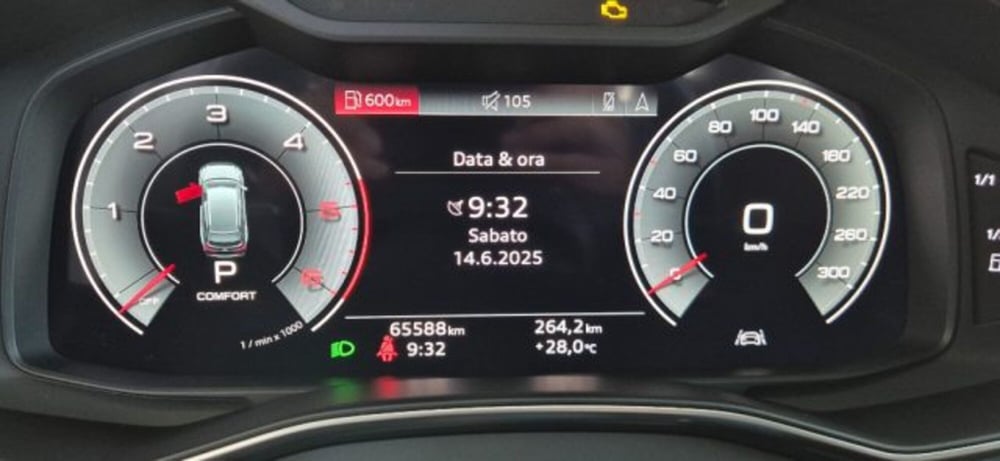 600km
105
Data & ora
9:32
Sabato
14.6.2025
1
2
3
4
5
6
OFF
P
COMFORT
1 / min x 1000
0
20
40
60
80
100
140
180
220
260
300
0
km/h
65588km
9:32
264,2km
+28,0°C
1/1
1/